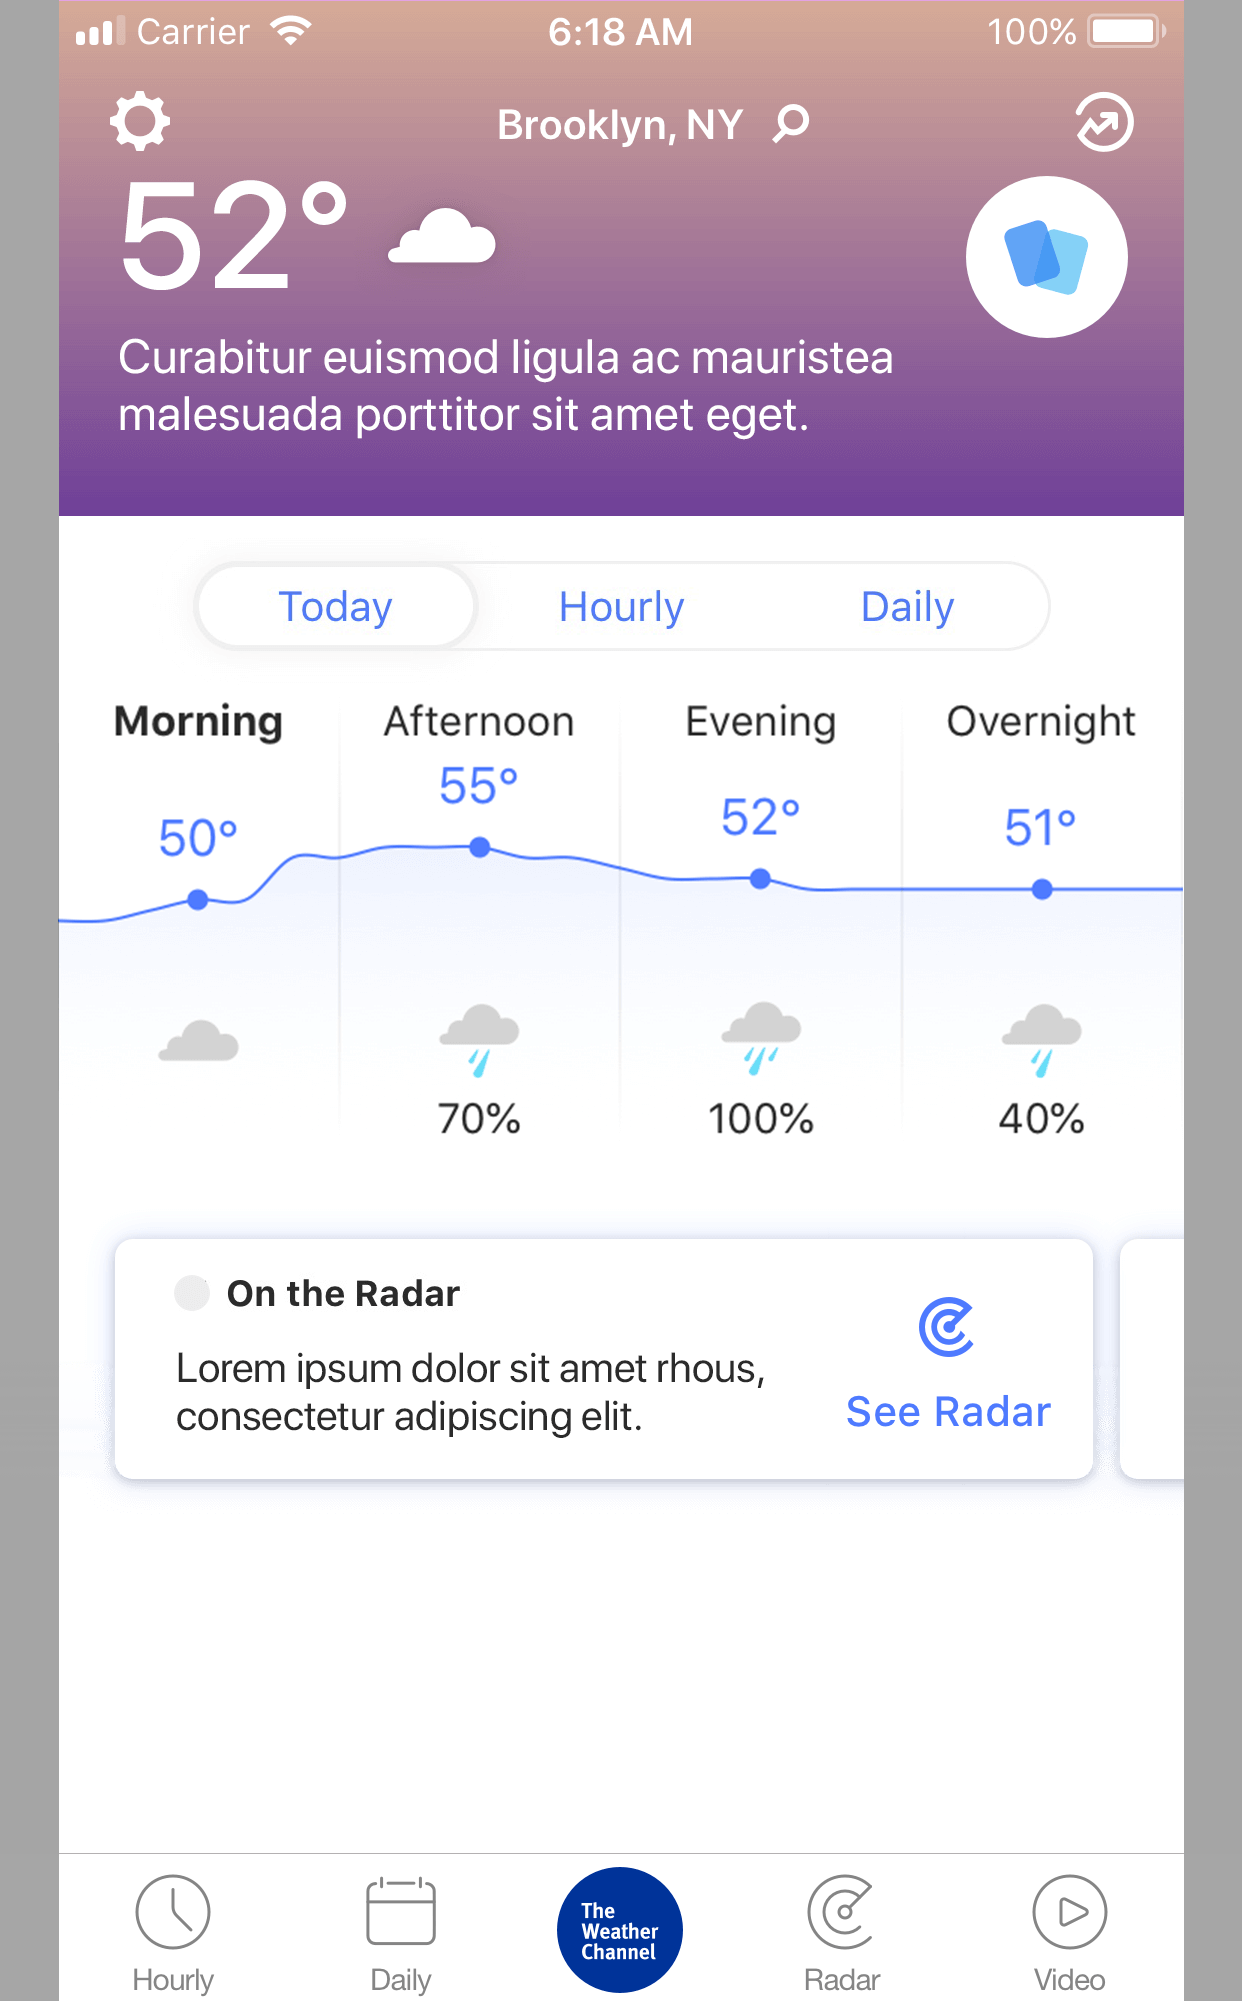 Carrier 6:18 AM 100%
Brooklyn, NY
52°
Curabitur euismod ligula ac mauristea
malesuada porttitor sit amet eget.
Today Hourly Daily
Morning Afternoon Evening Overnight
50° 55° 52° 51°
70% 100% 40%
On the Radar
Lorem ipsum dolor sit amet rhous,
consectetur adipiscing elit.
See Radar
The
Weather
Channel
Hourly Daily Radar Video